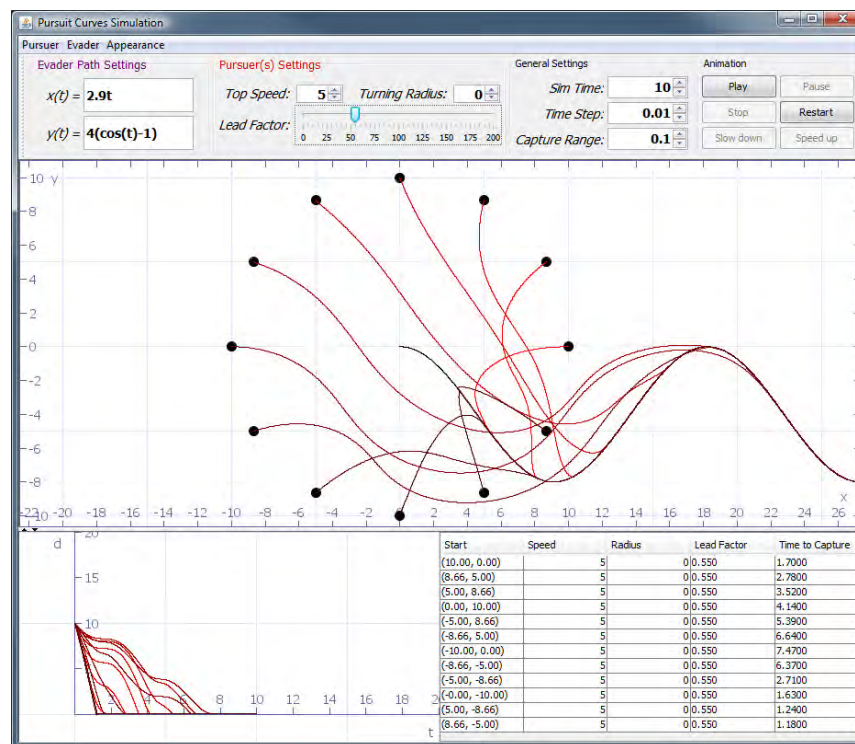 Pursuit Curves Simulation
Pursuer Evader Appearance
Evader Path Settings
x(t) = 2.9t
y(t) = 4(cos(t)-1)
Pursuer(s) Settings
Top Speed: 5 Turning Radius: 0
Lead Factor:
0 25 50 75 100 125 150 175 200
General Settings
Sim Time: 10
Time Step: 0.01
Capture Range: 0.1
Animation
Play Pause
Stop Restart
Slow down Speed up
10 y
8
6
4
2
0
-2
-4
-6
-8
-10
-22 -20 -18 -16 -14 -12 -10 -8 -6 -4 -2 0 2 4 6 8 10 12 14 16 18 20 22 24 26
x
d
20
15
10
2 4 6 8 10 12 14 16 18
t
Start Speed Radius Lead Factor Time to Capture
(10.00, 0.00) 5 0 0.550 1.7000
(8.66, 5.00) 5 0 0.550 2.7800
(5.00, 8.66) 5 0 0.550 3.5200
(0.00, 10.00) 5 0 0.550 4.1400
(-5.00, 8.66) 5 0 0.550 5.3900
(-8.66, 5.00) 5 0 0.550 6.6400
(-10.00, 0.00) 5 0 0.550 7.4700
(-8.66, -5.00) 5 0 0.550 6.3700
(-5.00, -8.66) 5 0 0.550 2.7100
(-0.00, -10.00) 5 0 0.550 1.6300
(5.00, -8.66) 5 0 0.550 1.2400
(8.66, -5.00) 5 0 0.550 1.1800